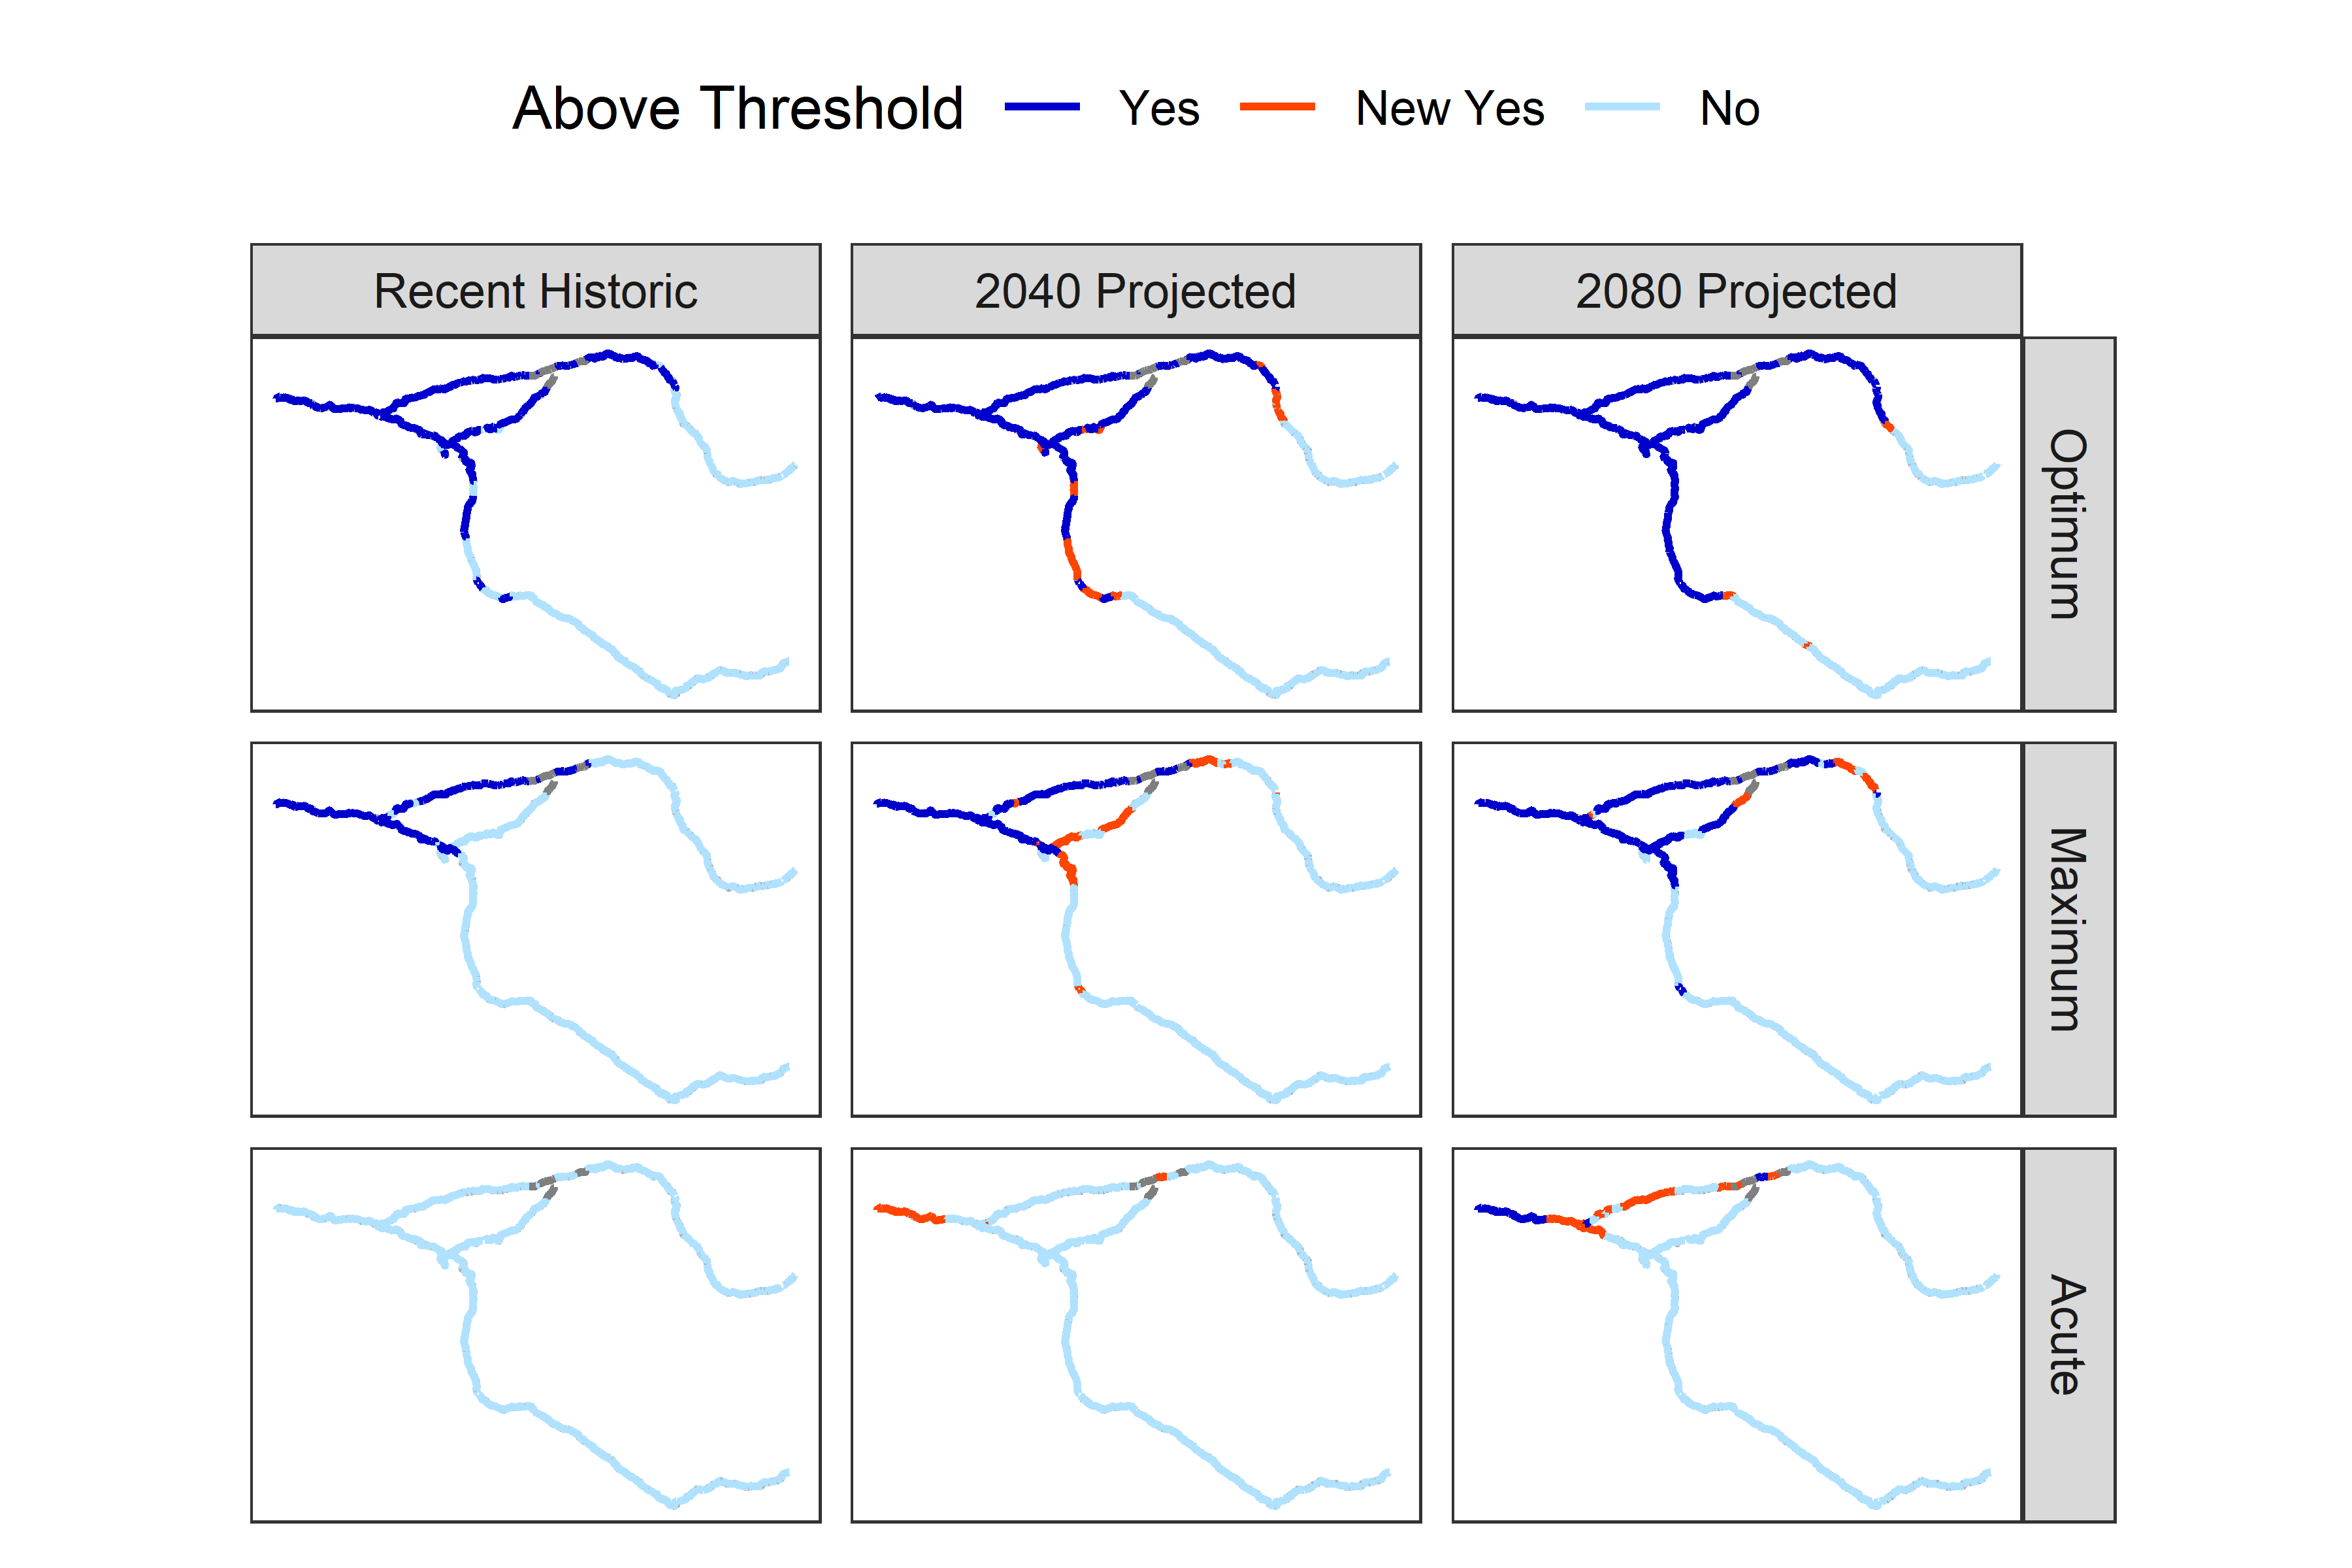 Above Threshold Yes New Yes No
Recent Historic
2040 Projected
2080 Projected
Optimum
Maximum
Acute